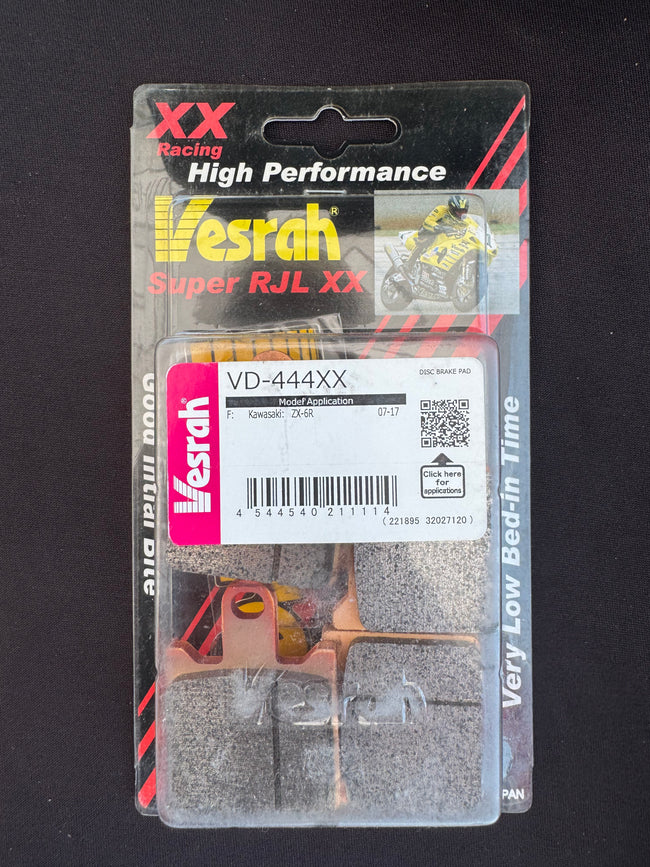 XX
Racing
High Performance
Vesrah®
Super RJL XX
VD-444XX
DISC BRAKE PAD
Model Application
F: Kawasaki: ZX-6R 07-17
Vesrah®
Click here
for
applications
4 544540 211114
(221895 32027120)
Good Initial Bite
Very Low Bed-in Time
Vesrah
PAN